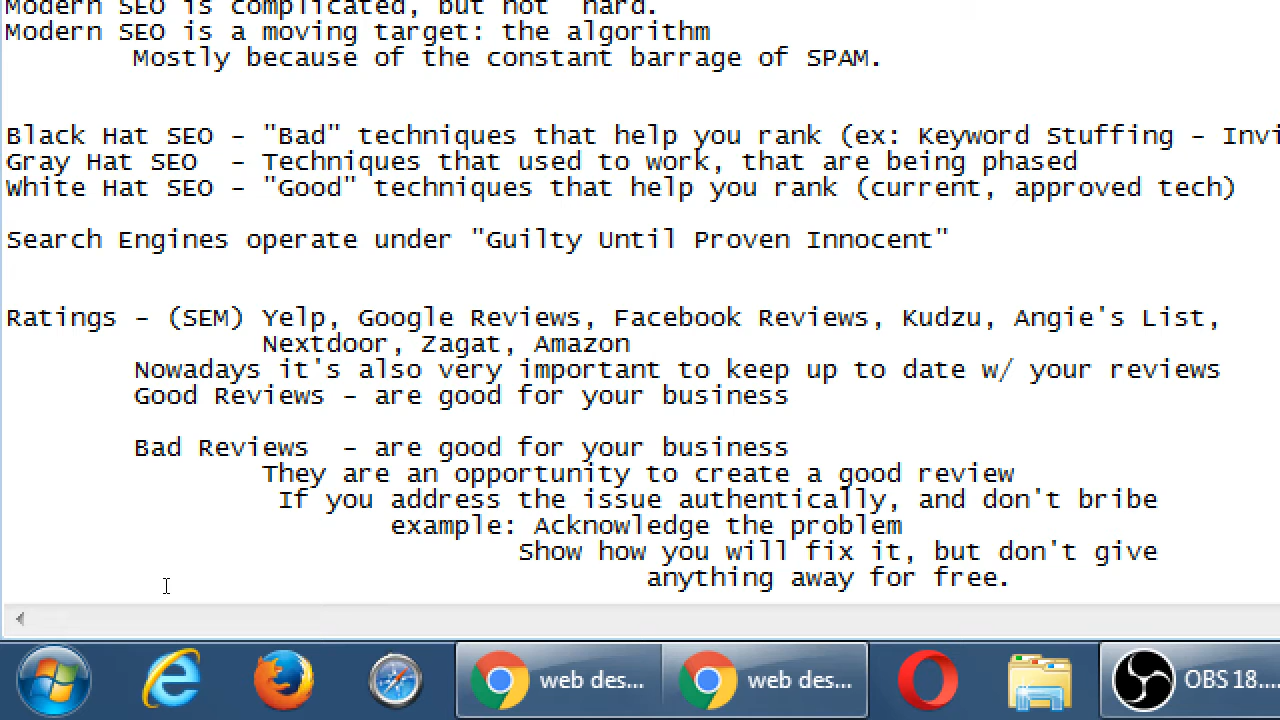 Modern SEO is complicated, but not hard.
Modern SEO is a moving target: the algorithm
Mostly because of the constant barrage of SPAM.
Black Hat SEO - "Bad" techniques that help you rank (ex: Keyword Stuffing - Invi
Gray Hat SEO - Techniques that used to work, that are being phased
White Hat SEO - "Good" techniques that help you rank (current, approved tech)
Search Engines operate under "Guilty Until Proven Innocent"
Ratings - (SEM) Yelp, Google Reviews, Facebook Reviews, Kudzu, Angie's List,
Nextdoor, Zagat, Amazon
Nowadays it's also very important to keep up to date w/ your reviews
Good Reviews - are good for your business
Bad Reviews - are good for your business
They are an opportunity to create a good review
If you address the issue authentically, and don't bribe
example: Acknowledge the problem
Show how you will fix it, but don't give
anything away for free.
web des... web des... OBS 18....